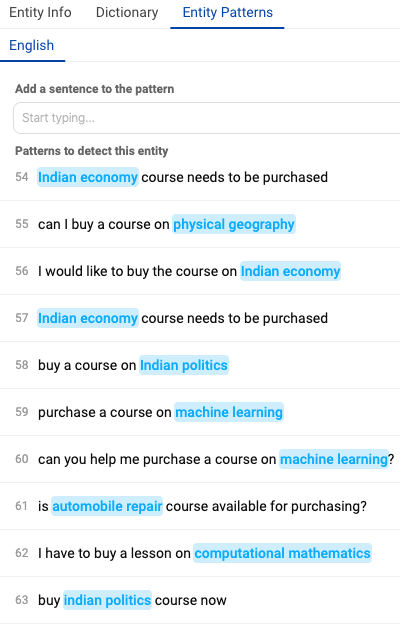 Entity Info Dictionary Entity Patterns
English
Add a sentence to the pattern
Start typing...
Patterns to detect this entity
54 Indian economy course needs to be purchased
55 can I buy a course on physical geography
56 I would like to buy the course on Indian economy
57 Indian economy course needs to be purchased
58 buy a course on Indian politics
59 purchase a course on machine learning
60 can you help me purchase a course on machine learning?
61 is automobile repair course available for purchasing?
62 I have to buy a lesson on computational mathematics
63 buy indian politics course now